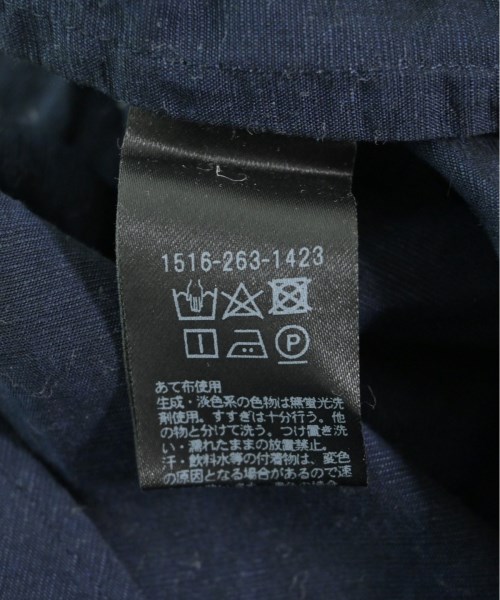 1516-263-1423
P
あて布使用
生成・淡色系の色物は無蛍光洗
剤使用。すすぎは十分行う。他
の物と分けて洗う。つけ置き洗
い・濡れたままの放置禁止。
汗・飲料水等の付着物は、変色
の原因となる場合があるので速